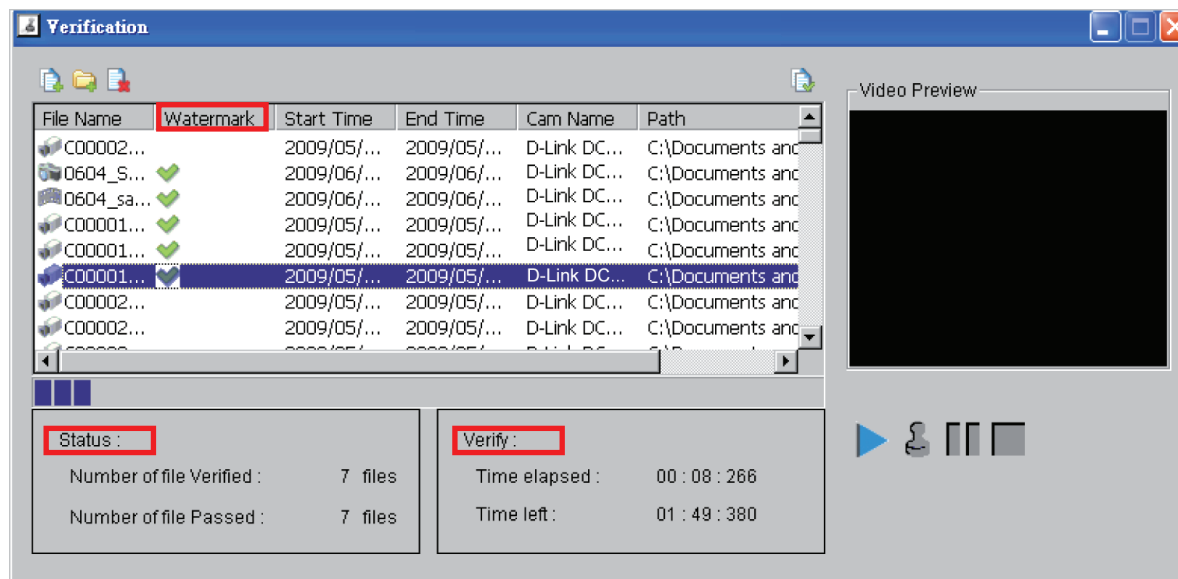 Verification
Video Preview
File Name Watermark Start Time End Time Cam Name Path
C00002... 2009/05/... 2009/05/... D-Link DC... C:\Documents and
0604_S... 2009/06/... 2009/06/... D-Link DC... C:\Documents and
0604_sa... 2009/06/... 2009/06/... D-Link DC... C:\Documents and
C00001... 2009/05/... 2009/05/... D-Link DC... C:\Documents and
C00001... 2009/05/... 2009/05/... D-Link DC... C:\Documents and
C00001... 2009/05/... 2009/05/... D-Link DC... C:\Documents and
C00002... 2009/05/... 2009/05/... D-Link DC... C:\Documents and
C00002... 2009/05/... 2009/05/... D-Link DC... C:\Documents and
Status :
Number of file Verified : 7 files
Number of file Passed : 7 files
Verify :
Time elapsed : 00 : 08 : 266
Time left : 01 : 49 : 380